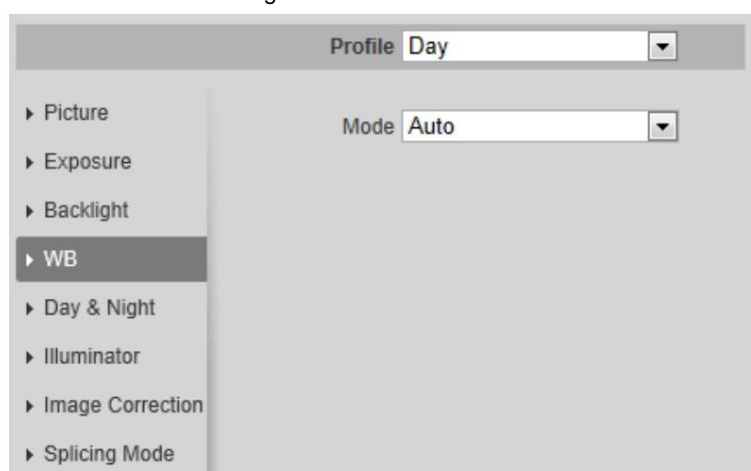 Profile Day
Picture
Mode Auto
Exposure
Backlight
WB
Day & Night
Illuminator
Image Correction
Splicing Mode